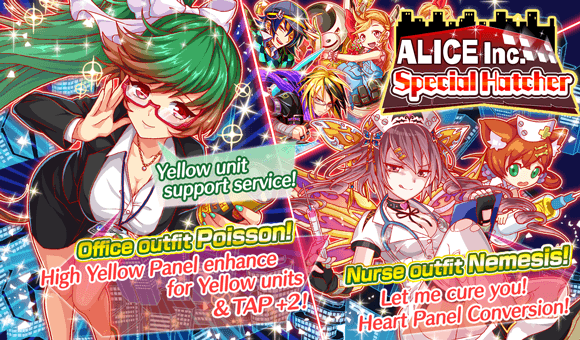 ALICE Inc.
Special Hatcher
Yellow unit
support service!
Office outfit Poisson!
High Yellow Panel enhance
for Yellow units
& TAP +2!
Nurse outfit Nemesis!
Let me cure you!
Heart Panel Conversion!